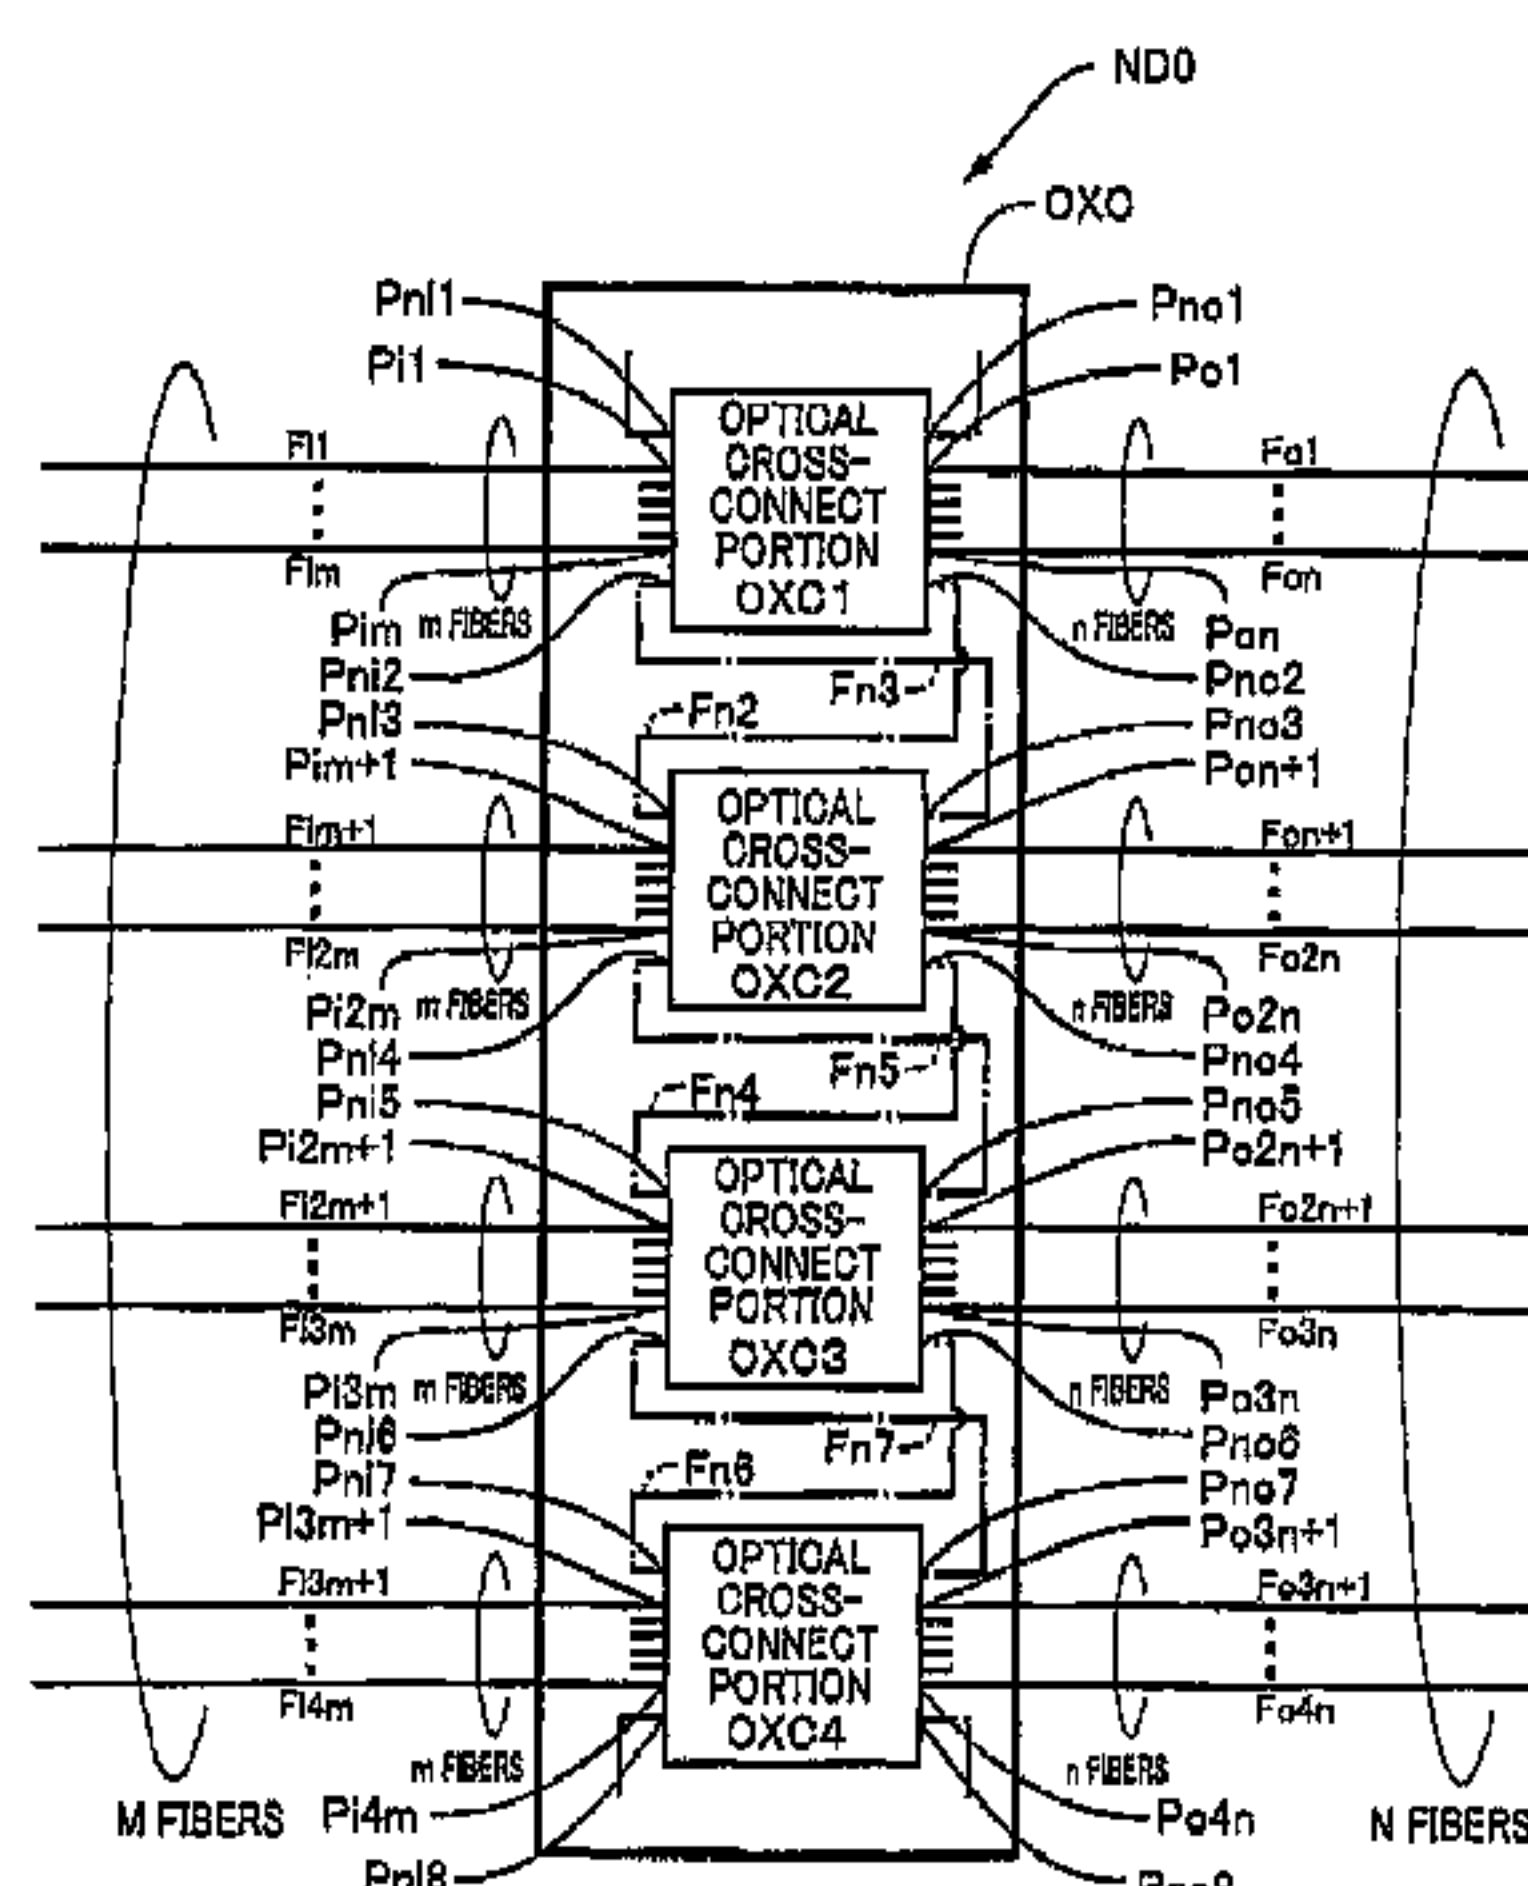 ND0
OXO
Pni1
Pno1
Pi1
Po1
OPTICAL
CROSS-
CONNECT
PORTION
OXC1
Fi1
Fo1
Fim
Fon
Pim
m FIBERS
n FIBERS
Pon
Pni2
Pno2
Fn3
Fn2
Pni3
Pno3
Pim+1
Pon+1
OPTICAL
CROSS-
CONNECT
PORTION
OXC2
Fim+1
Fon+1
Fi2m
Fo2n
Pi2m
m FIBERS
n FIBERS
Po2n
Pni4
Pno4
Fn5
Fn4
Pni5
Pno5
Pi2m+1
Po2n+1
OPTICAL
CROSS-
CONNECT
PORTION
OXC3
Fi2m+1
Fo2n+1
Fi3m
Fo3n
Pi3m
m FIBERS
n FIBERS
Po3n
Pni6
Pno6
Fn7
Fn6
Pni7
Pno7
Pi3m+1
Po3n+1
OPTICAL
CROSS-
CONNECT
PORTION
OXC4
Fi3m+1
Fo3n+1
Fi4m
Fo4n
m FIBERS
n FIBERS
M FIBERS
Pi4m
Po4n
N FIBERS
Pni8